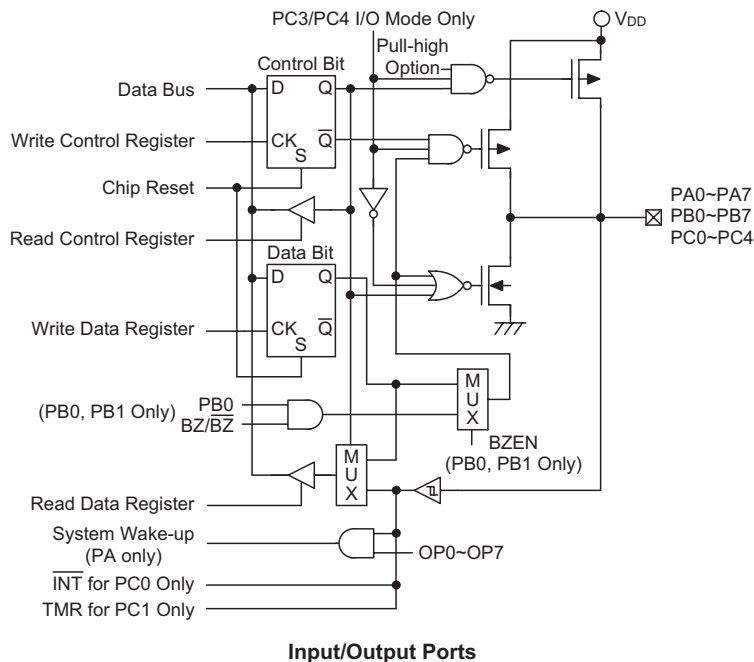 PC3/PC4 I/O Mode Only
VDD
Pull-high
Option
Control Bit
Data Bus
D
Q
Write Control Register
CK
Q̅
S
Chip Reset
PA0~PA7
PB0~PB7
PC0~PC4
Read Control Register
Data Bit
D
Q
Write Data Register
CK
Q̅
S
M
U
X
PB0
(PB0, PB1 Only)
BZ/B̅Z̅
BZEN
(PB0, PB1 Only)
M
U
X
Read Data Register
System Wake-up
(PA only)
OP0~OP7
I̅N̅T̅ for PC0 Only
TMR for PC1 Only
Input/Output Ports